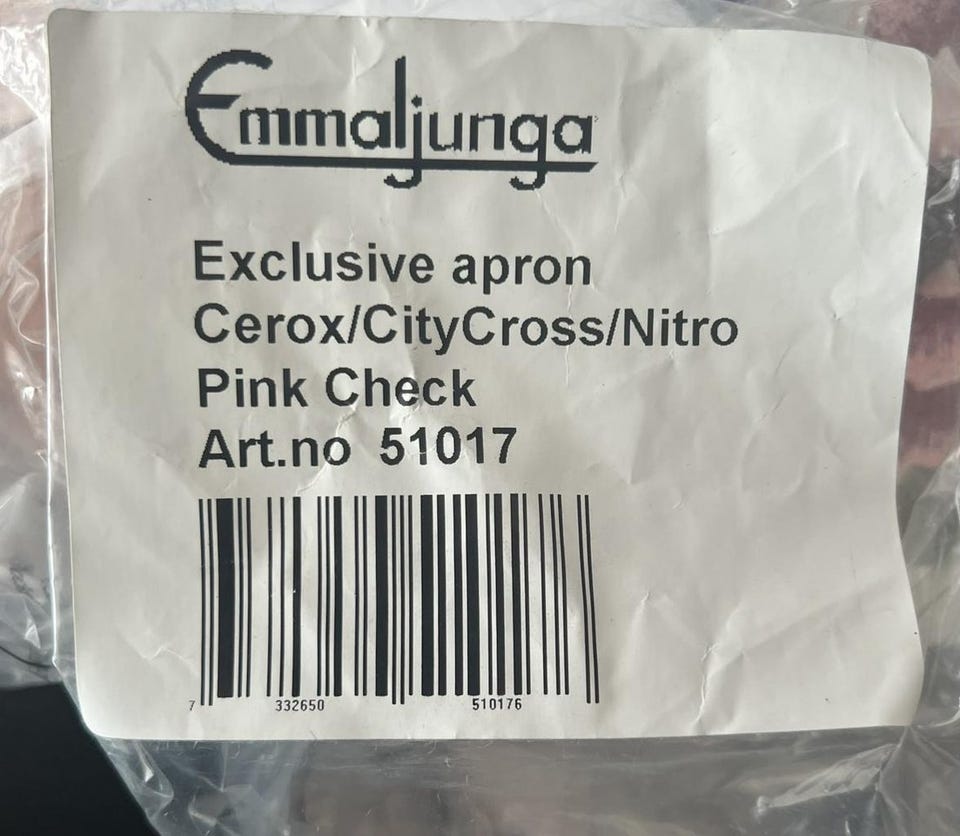 Emmaljunga
Exclusive apron
Cerox/CityCross/Nitro
Pink Check
Art.no 51017
7 332650 510176